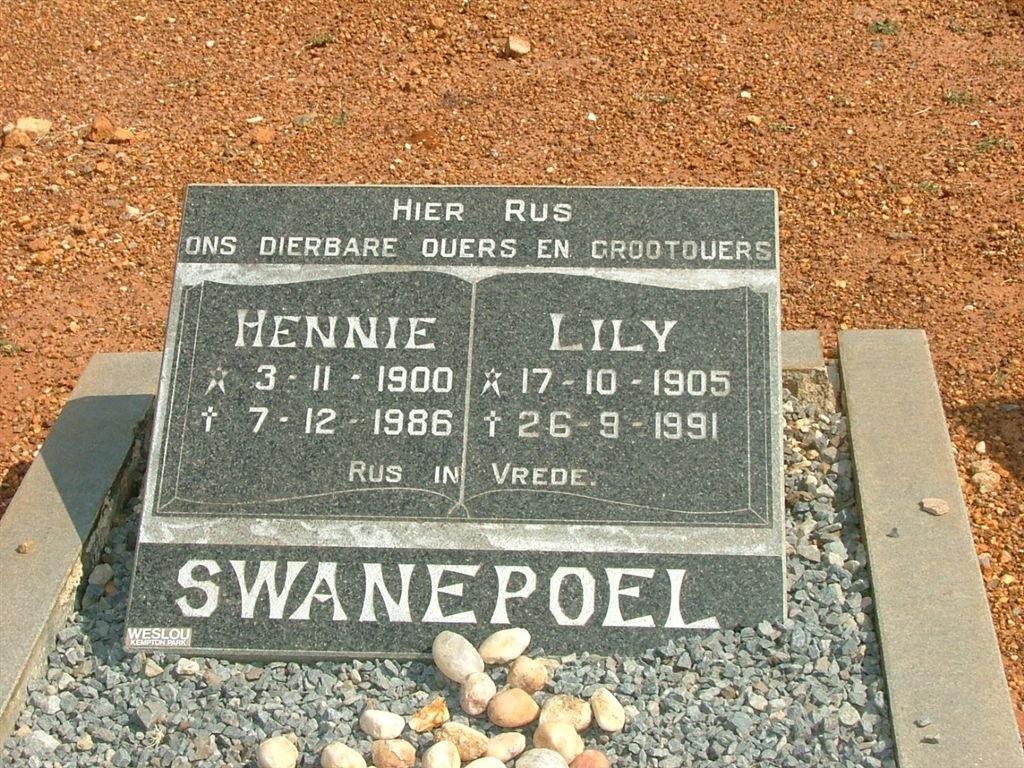 HIER RUS
ONS DIERBARE OUERS EN GROOTOUERS
HENNIE
3-11-1900
† 7-12-1986
LILY
17-10-1905
† 26-9-1991
RUS IN VREDE.
SWANEPOEL
WESLOU
KEMPTON PARK